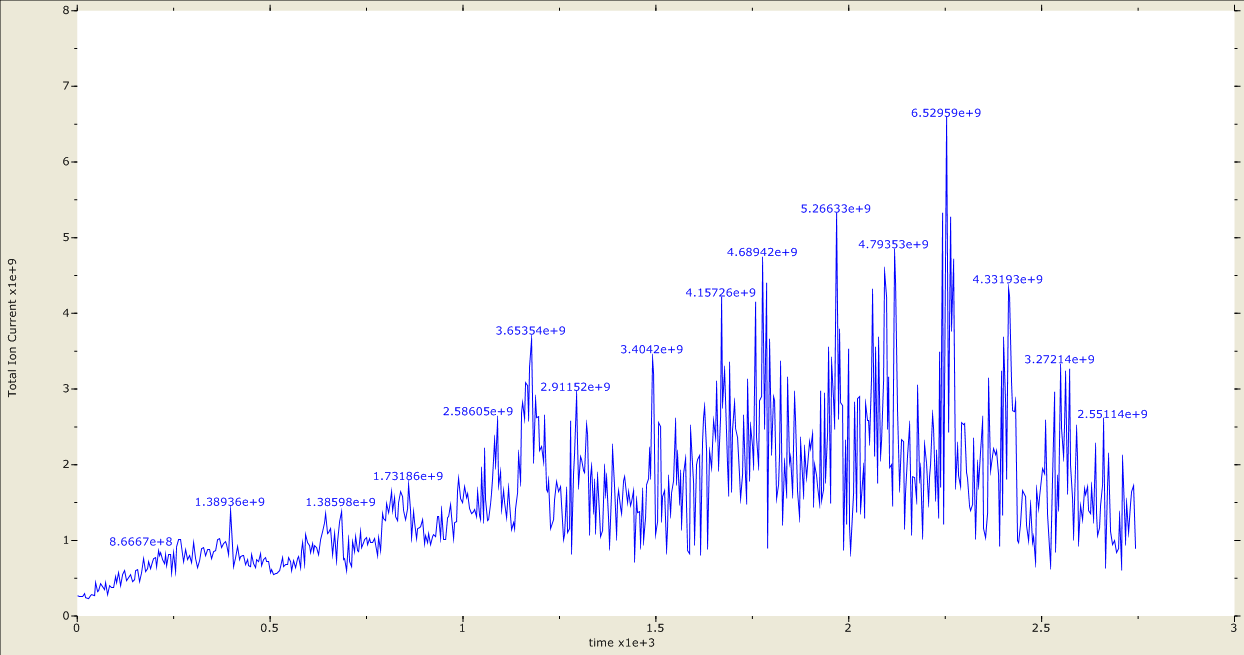 8
7
6.52959e+9
6
5.26633e+9
5
4.79353e+9
4.68942e+9
4.33193e+9
4.15726e+9
4
3.65354e+9
3.4042e+9
3.27214e+9
3
2.91152e+9
2.58605e+9
2.55114e+9
2
1.73186e+9
1.38936e+9
1.38598e+9
1
8.6667e+8
0
Total Ion Current x1e+9
0
0.5
1
1.5
2
2.5
3
time x1e+3